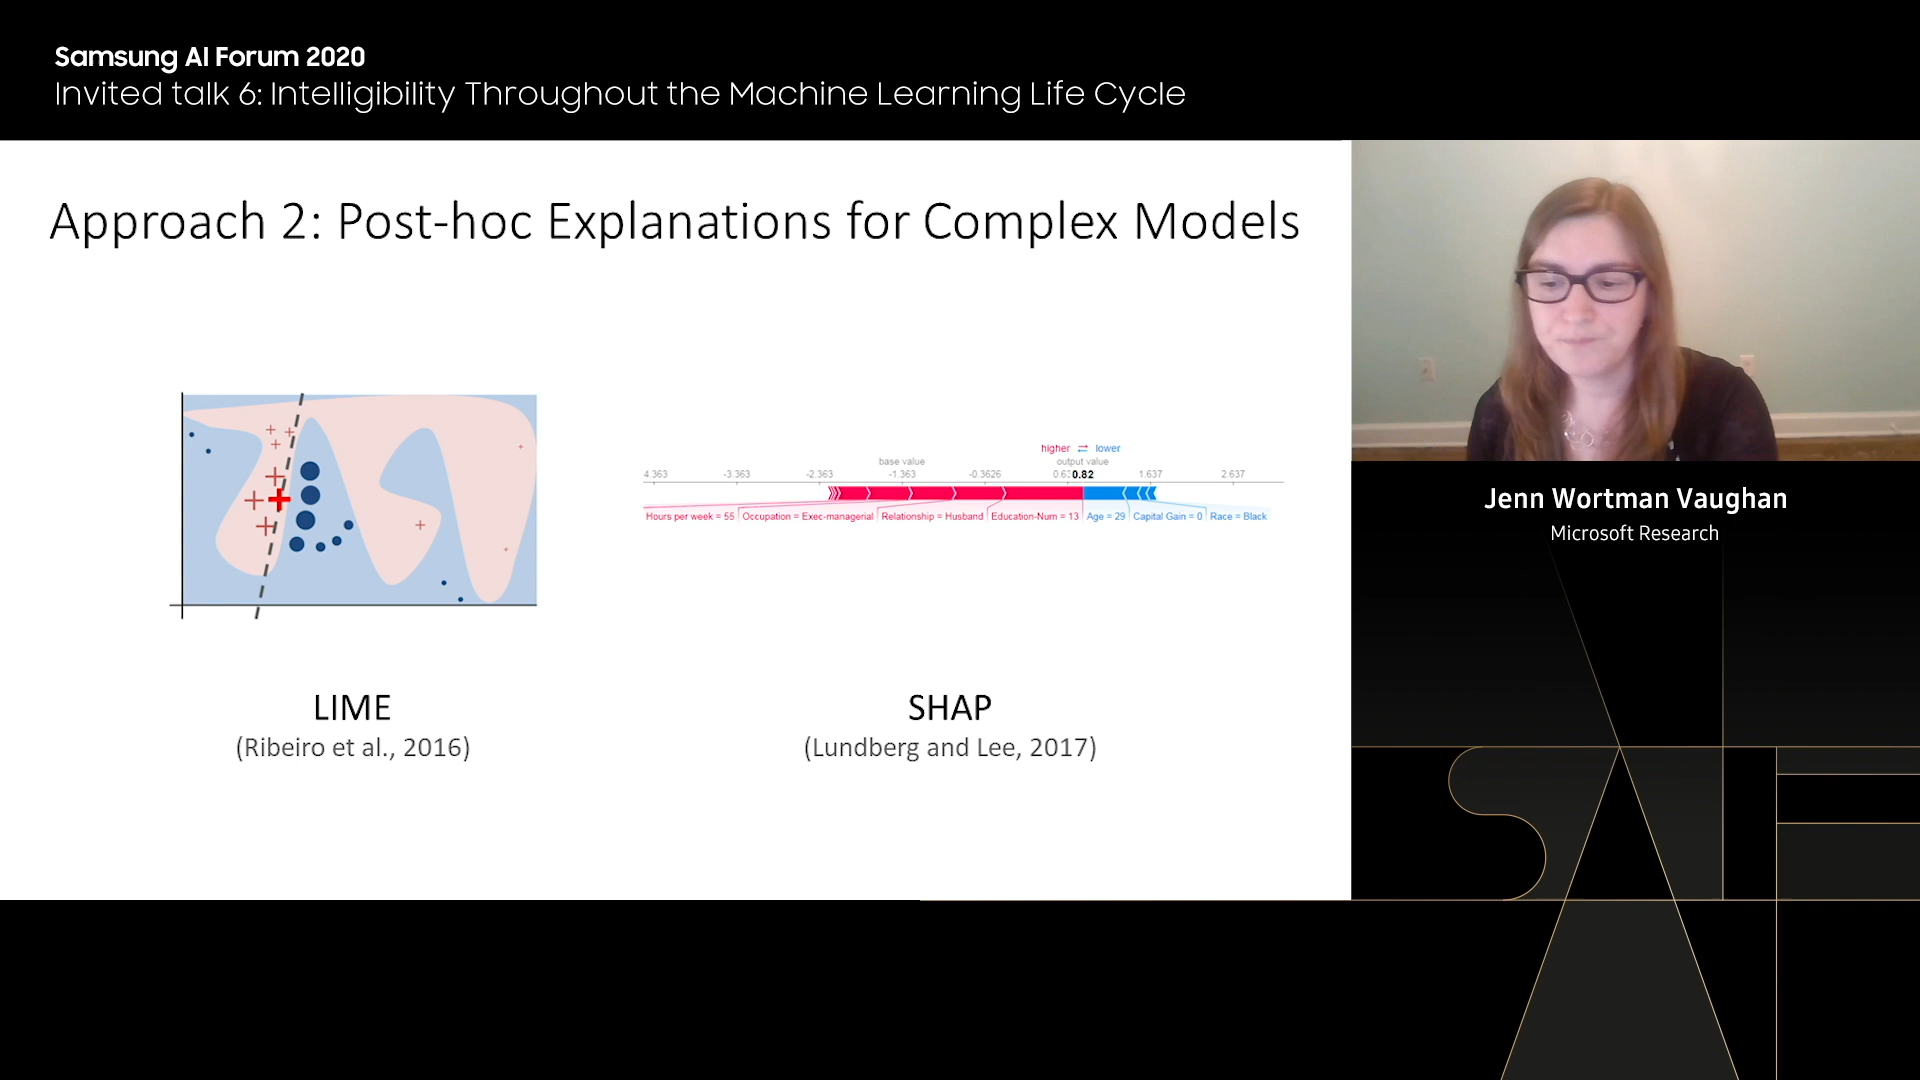 Samsung AI Forum 2020
Invited talk 6: Intelligibility Throughout the Machine Learning Life Cycle
Approach 2: Post-hoc Explanations for Complex Models
higher ⇄ lower
base value output value
4.363 -3.363 -2.363 -1.363 -0.3626 0.82 1.637 2.637
Hours per week = 55 Occupation = Exec-managerial Relationship = Husband Education-Num = 13 Age = 29 Capital Gain = 0 Race = Black
LIME
(Ribeiro et al., 2016)
SHAP
(Lundberg and Lee, 2017)
Jenn Wortman Vaughan
Microsoft Research